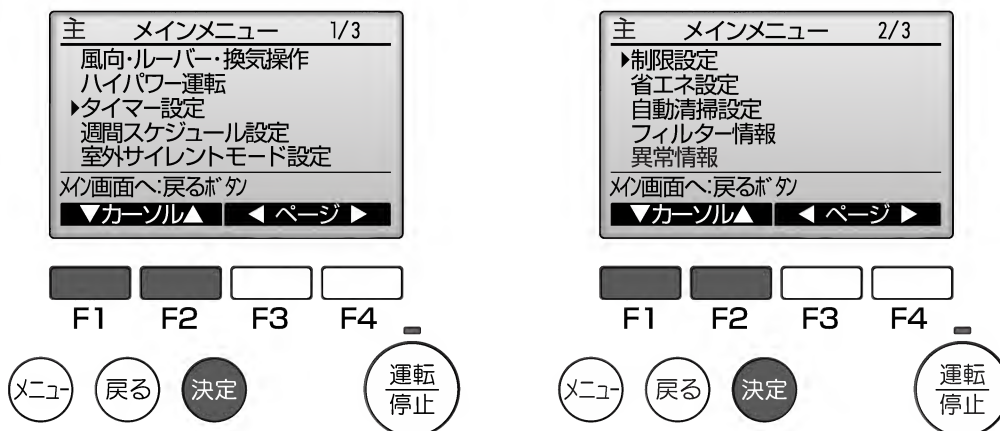 主 メインメニュー 1/3
風向・ルーバー・換気操作
ハイパワー運転
▶タイマー設定
週間スケジュール設定
室外サイレントモード設定
メイン画面へ:戻るボタン
▼カーソル▲ ◀ ページ ▶
F1 F2 F3 F4
メニュー 戻る 決定 運転
停止
主 メインメニュー 2/3
▶制限設定
省エネ設定
自動清掃設定
フィルター情報
異常情報
メイン画面へ:戻るボタン
▼カーソル▲ ◀ ページ ▶
F1 F2 F3 F4
メニュー 戻る 決定 運転
停止